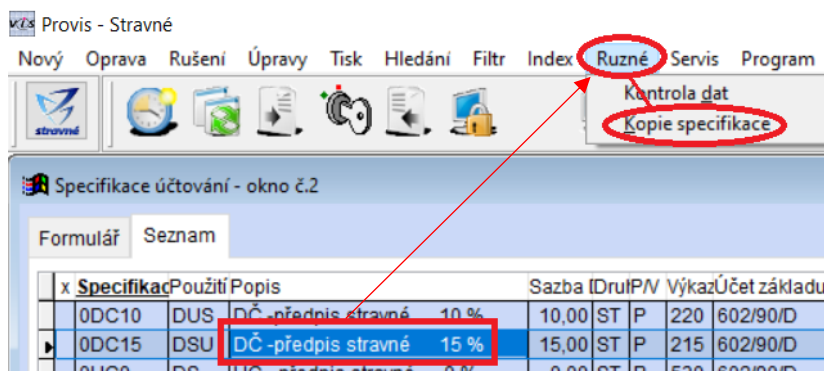 vis Provis - Stravné
Nový Oprava Rušení Úpravy Tisk Hledání Filtr Index Ruzné Servis Program
Kontrola dat
stravné
Kopie specifikace
Specifikace účtování - okno č.2
Formulář Seznam
x Specifikac Použití Popis Sazba Druł P/V Výkaz Účet základu
0DC10 DUS DČ -předpis stravné 10 % 10,00 ST P 220 602/90/D
0DC15 DSU DČ -předpis stravné 15 % 15,00 ST P 215 602/90/D